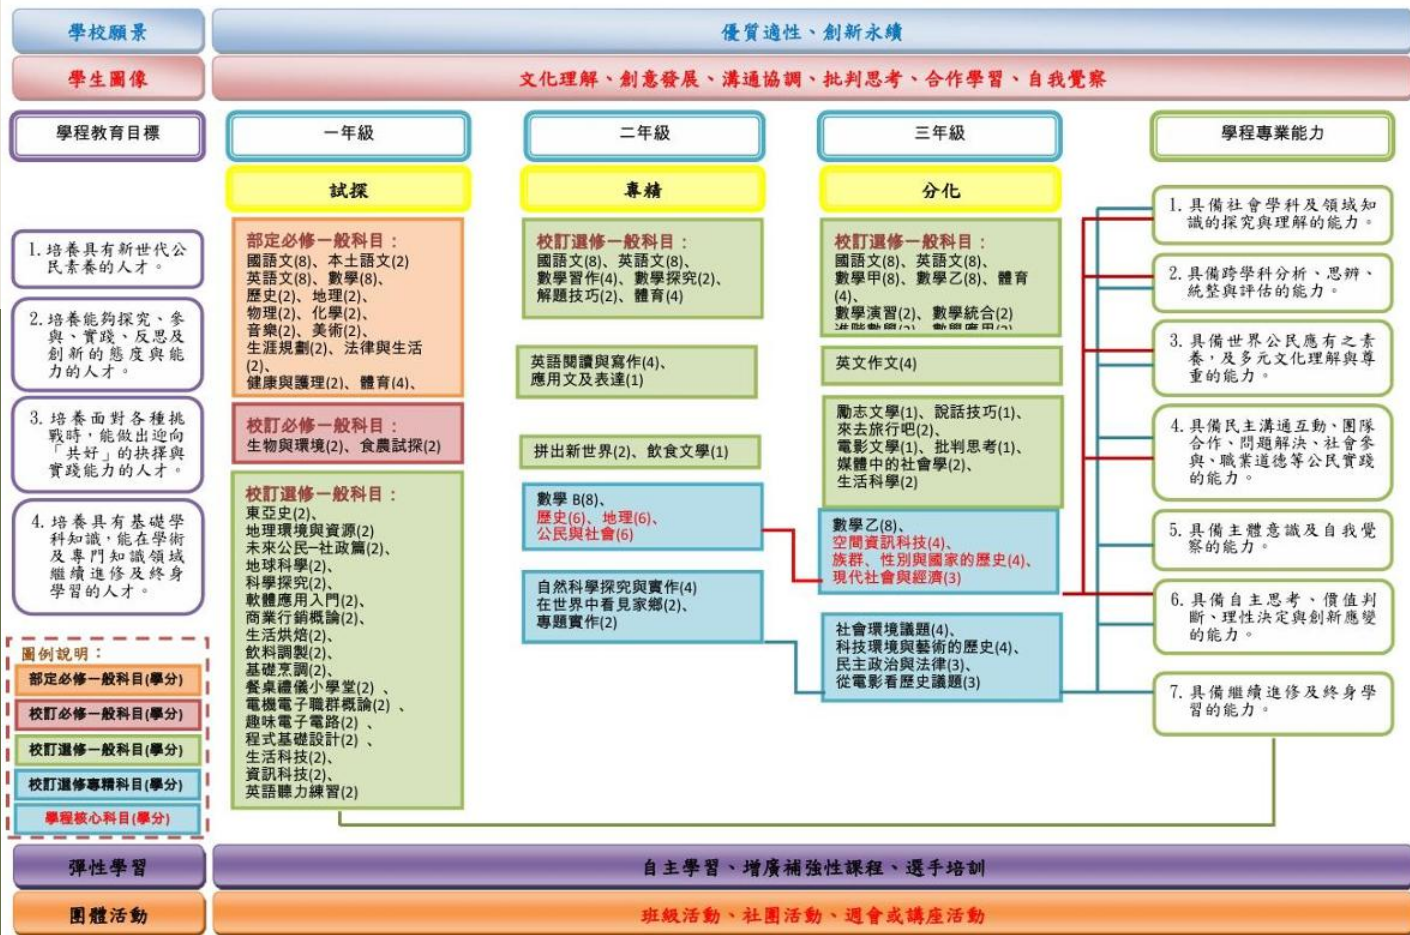 學校願景
優質適性、創新永續
學生圖像
文化理解、創意發展、溝通協調、批判思考、合作學習、自我覺察
學程教育目標
一年級
二年級
三年級
學程專業能力
試探
專精
分化
1.培養具有新世代公
民素養的人才。
2.培養能夠探究、參
與、實踐、反思及
創新的態度與能
力的人才。
3.培養面對各種挑
戰時,能做出迎向
「共好」的抉擇與
實踐能力的人才。
4.培養具有基礎學
科知識,能在學術
及專門知識領域
繼續進修及終身
學習的人才。
圖例說明：
部定必修一般科目(學分)
校訂必修一般科目(學分)
校訂選修一般科目(學分)
校訂選修專精科目(學分)
學程核心科目(學分)
部定必修一般科目：
國語文(8)、本土語文(2)
英語文(8)、數學(8)、
歷史(2)、地理(2)、
物理(2)、化學(2)、
音樂(2)、美術(2)、
生涯規劃(2)、法律與生活
(2)、
健康與護理(2)、體育(4)、
校訂必修一般科目：
生物與環境(2)、食農試探(2)
校訂選修一般科目：
東亞史(2)、
地理環境與資源(2)
未來公民–社政篇(2)、
地球科學(2)、
科學探究(2)、
軟體應用入門(2)、
商業行銷概論(2)、
生活烘焙(2)、
飲料調製(2)、
基礎烹調(2)、
餐桌禮儀小學堂(2) 、
電機電子職群概論(2) 、
趣味電子電路(2) 、
程式基礎設計(2) 、
生活科技(2)、
資訊科技(2)、
英語聽力練習(2)
校訂選修一般科目：
國語文(8)、英語文(8)、
數學習作(4)、數學探究(2)、
解題技巧(2)、體育(4)
英語閱讀與寫作(4)、
應用文及表達(1)
拼出新世界(2)、飲食文學(1)
數學 B(8)、
歷史(6)、地理(6)、
公民與社會(6)
自然科學探究與實作(4)
在世界中看見家鄉(2)、
專題實作(2)
校訂選修一般科目：
國語文(8)、英語文(8)、
數學甲(8)、數學乙(8)、體育
(4)、
數學演習(2)、數學統合(2)
進階數學(2)、數學應用(2)
英文作文(4)
勵志文學(1)、說話技巧(1)、
來去旅行吧(2)、
電影文學(1)、批判思考(1)、
媒體中的社會學(2)、
生活科學(2)
數學乙(8)、
空間資訊科技(4)、
族群、性別與國家的歷史(4)、
現代社會與經濟(3)
社會環境議題(4)、
科技環境與藝術的歷史(4)、
民主政治與法律(3)、
從電影看歷史議題(3)
1.具備社會學科及領域知
識的探究與理解的能力。
2.具備跨學科分析、思辨、
統整與評估的能力。
3.具備世界公民應有之素
養,及多元文化理解與尊
重的能力。
4.具備民主溝通互動、團隊
合作、問題解決、社會參
與、職業道德等公民實踐
的能力。
5.具備主體意識及自我覺
察的能力。
6.具備自主思考、價值判
斷、理性決定與創新應變
的能力。
7.具備繼續進修及終身學
習的能力。
彈性學習
自主學習、增廣補強性課程、選手培訓
團體活動
班級活動、社團活動、週會或講座活動